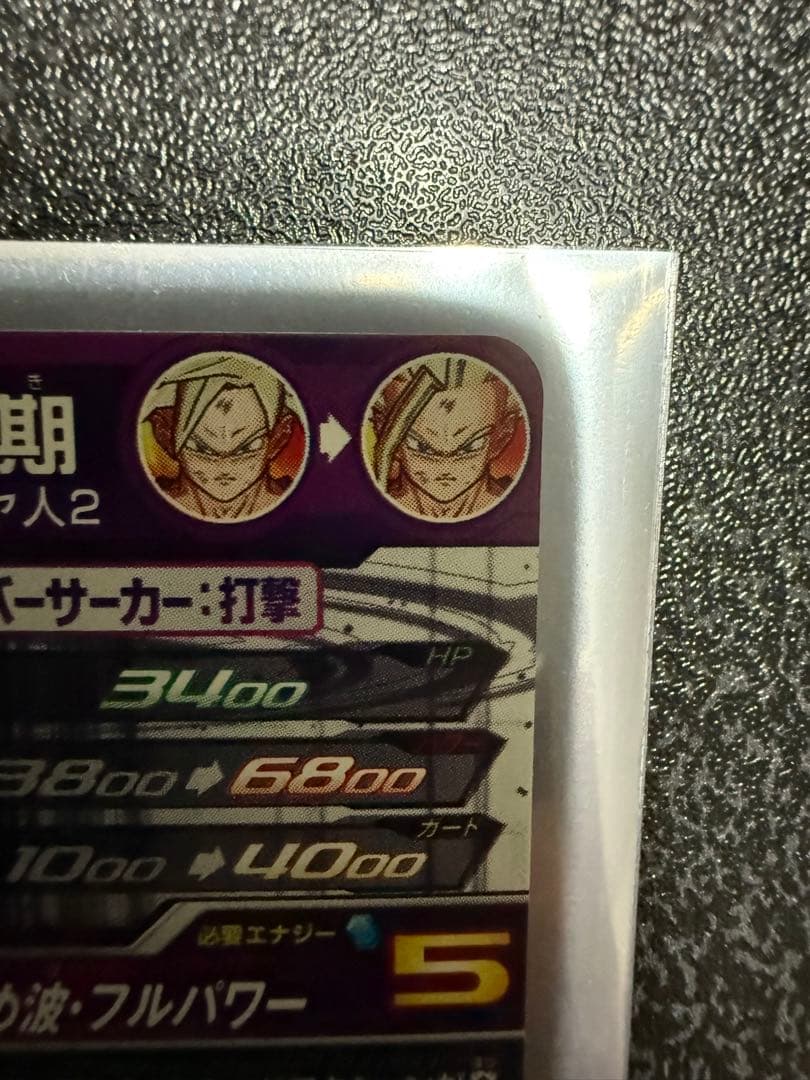 き
期
ヤ人2
バーサーカー:打撃
HP
3400
3800 6800
ガード
1000 4000
必要エナジー 5
め波・フルパワー